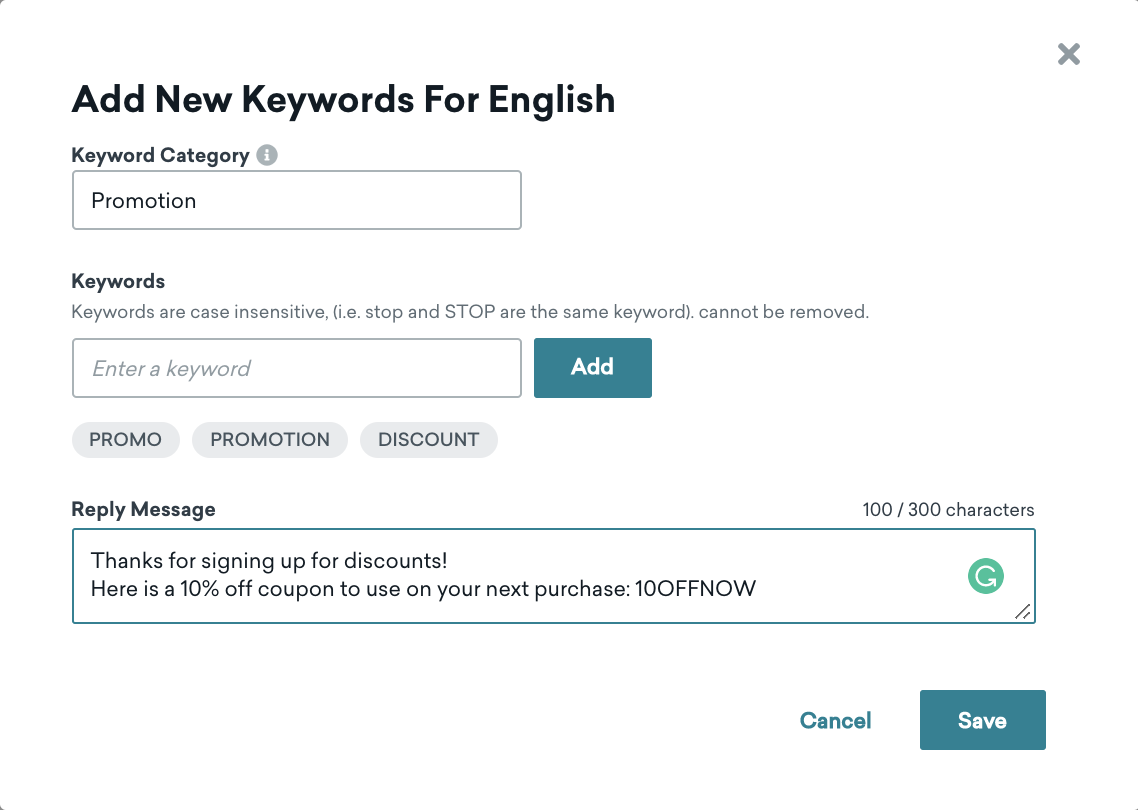 Add New Keywords For English
Keyword Category
Promotion
Keywords
Keywords are case insensitive, (i.e. stop and STOP are the same keyword). cannot be removed.
Enter a keyword
Add
PROMO PROMOTION DISCOUNT
Reply Message 100 / 300 characters
Thanks for signing up for discounts!
Here is a 10% off coupon to use on your next purchase: 10OFFNOW
Cancel Save